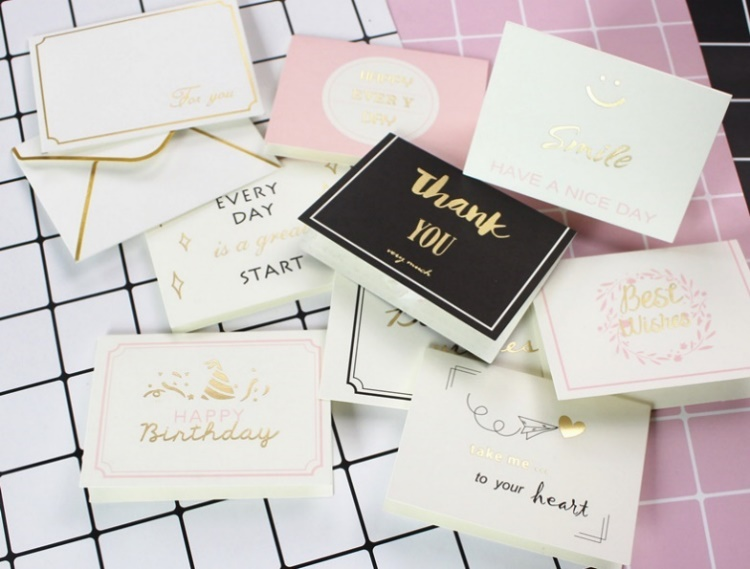 For you
HAPPY
EVERY
DAY
Smile
HAVE A NICE DAY
EVERY
DAY
is a great
START
Thank
YOU
very much
Best
Wishes
HAPPY
Birthday
take me
to your heart